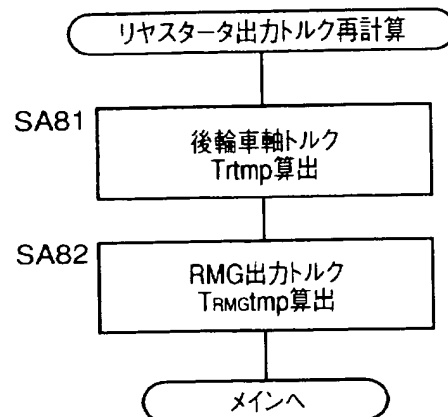 リヤスタータ出力トルク再計算
SA81
後輪車軸トルク
Trtmp算出
SA82
RMG出力トルク
TRMGtmp算出
メインへ